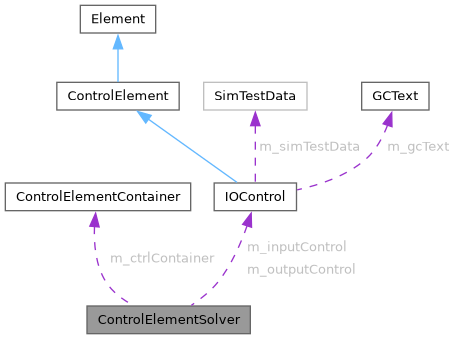 Element
ControlElement
SimTestData
GCText
m_simTestData
m_gcText
ControlElementContainer
IOControl
m_ctrlContainer
m_inputControl
m_outputControl
ControlElementSolver